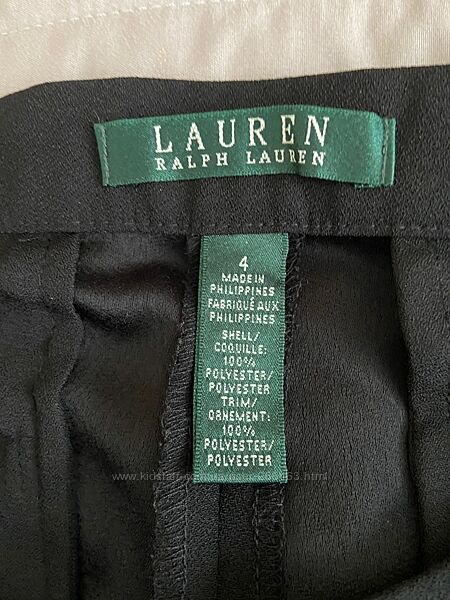 LAUREN
RALPH LAUREN
4
MADE IN
PHILIPPINES
FABRIQUÉ AUX
PHILIPPINES
SHELL/
COQUILLE:
100%
POLYESTER/
POLYESTER
TRIM/
ORNEMENT:
100%
POLYESTER/
POLYESTER